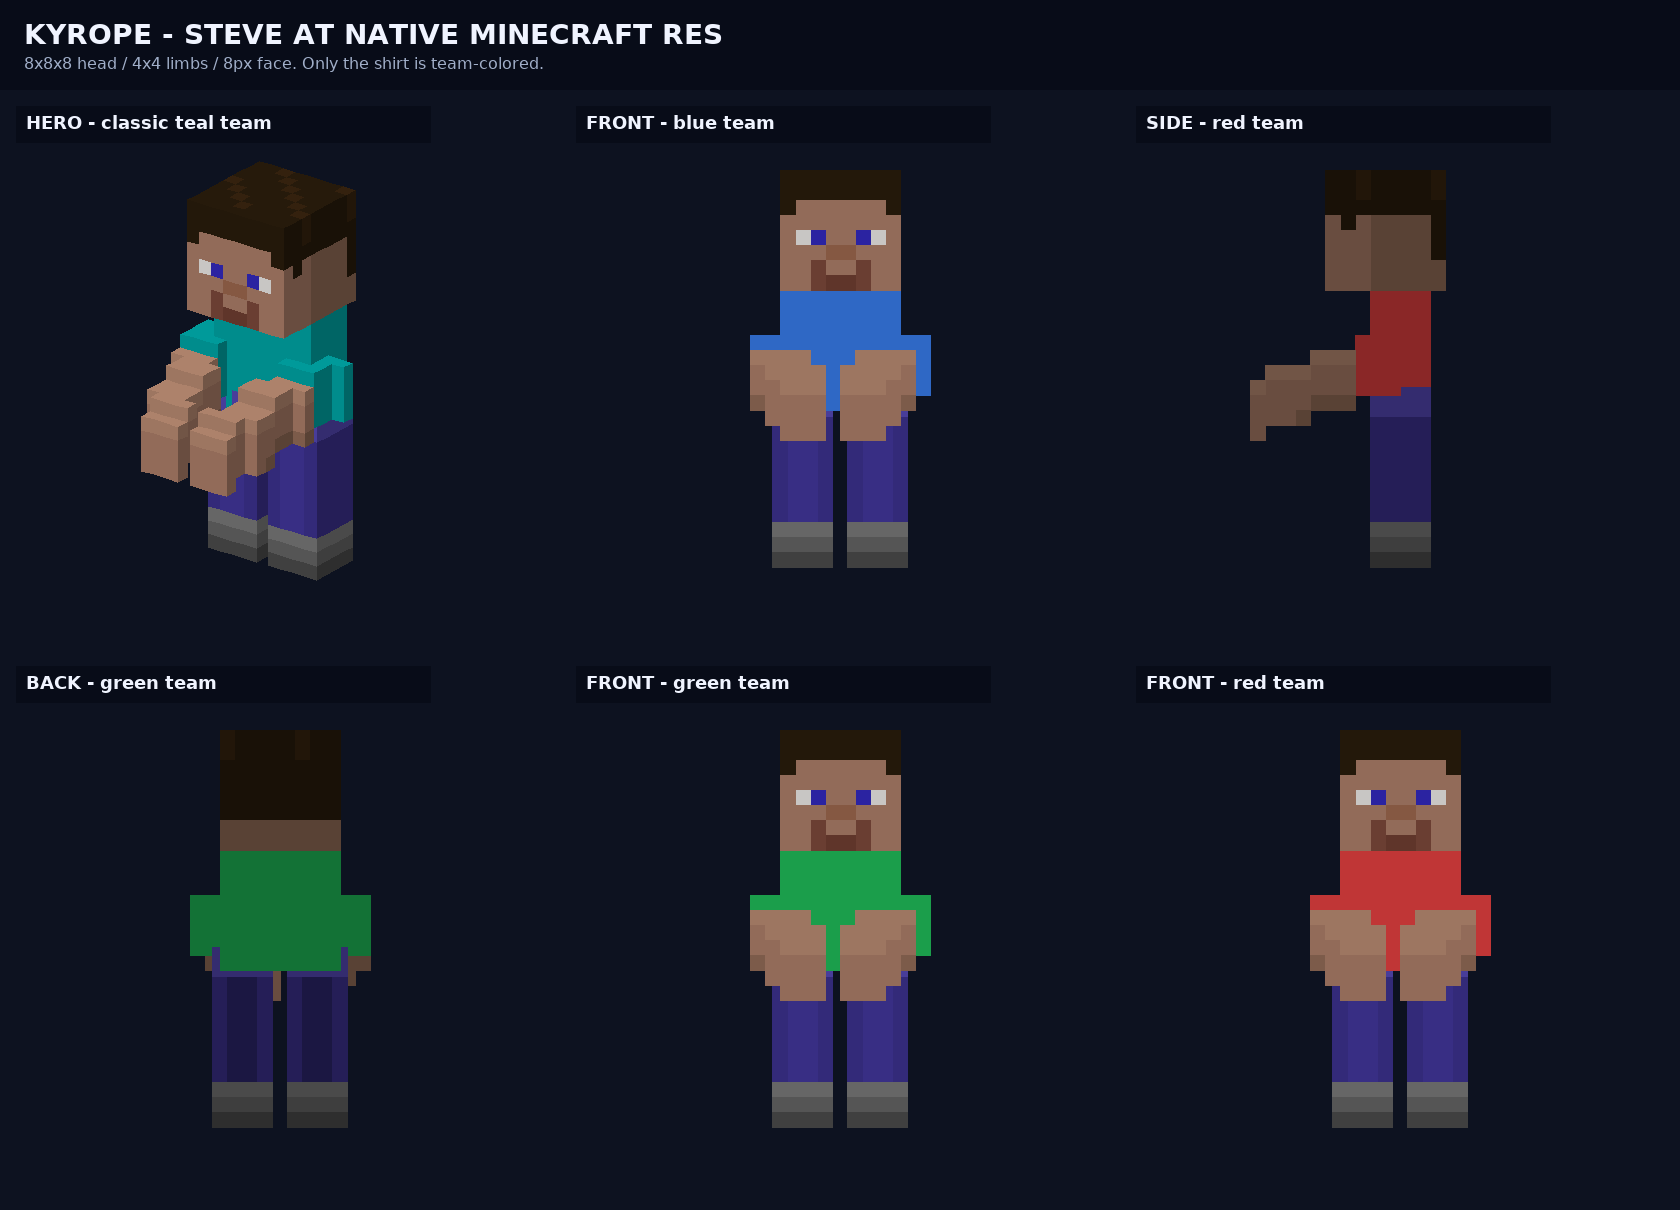 KYROPE - STEVE AT NATIVE MINECRAFT RES
8x8x8 head / 4x4 limbs / 8px face. Only the shirt is team-colored.
HERO - classic teal team
FRONT - blue team
SIDE - red team
BACK - green team
FRONT - green team
FRONT - red team